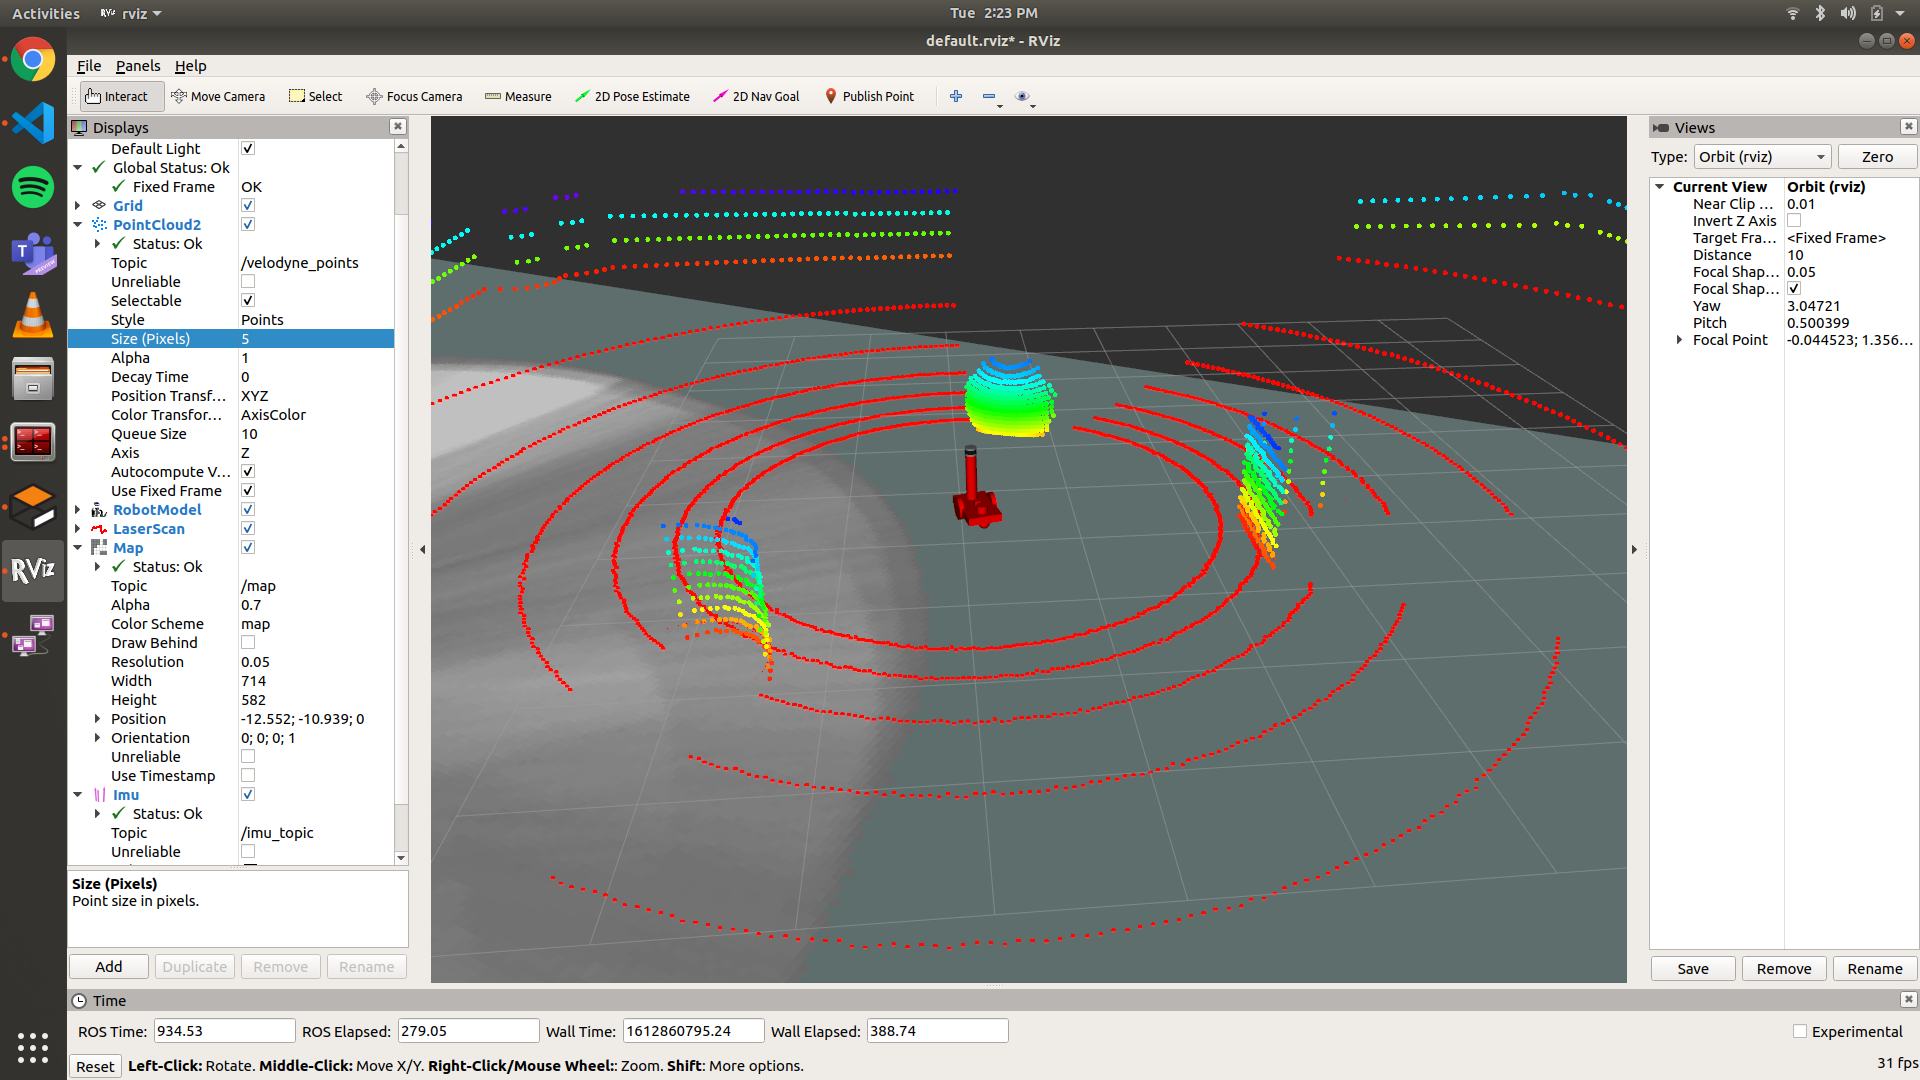 Activities RViz rviz Tue 2:23 PM
default.rviz* - RViz
File Panels Help
Interact Move Camera Select Focus Camera Measure 2D Pose Estimate 2D Nav Goal Publish Point
Displays
Default Light
Global Status: Ok
Fixed Frame OK
Grid
PointCloud2
Status: Ok
Topic /velodyne_points
Unreliable
Selectable
Style Points
Size (Pixels) 5
Alpha 1
Decay Time 0
Position Transf... XYZ
Color Transfor... AxisColor
Queue Size 10
Axis Z
Autocompute V...
Use Fixed Frame
RobotModel
LaserScan
Map
Status: Ok
Topic /map
Alpha 0.7
Color Scheme map
Draw Behind
Resolution 0.05
Width 714
Height 582
Position -12.552; -10.939; 0
Orientation 0; 0; 0; 1
Unreliable
Use Timestamp
Imu
Status: Ok
Topic /imu_topic
Unreliable
Size (Pixels)
Point size in pixels.
Add Duplicate Remove Rename
Views
Type: Orbit (rviz) Zero
Current View Orbit (rviz)
Near Clip ... 0.01
Invert Z Axis
Target Fra... <Fixed Frame>
Distance 10
Focal Shap... 0.05
Focal Shap...
Yaw 3.04721
Pitch 0.500399
Focal Point -0.044523; 1.356...
Save Remove Rename
Time
ROS Time: 934.53 ROS Elapsed: 279.05 Wall Time: 1612860795.24 Wall Elapsed: 388.74 Experimental
Reset Left-Click: Rotate. Middle-Click: Move X/Y. Right-Click/Mouse Wheel:: Zoom. Shift: More options. 31 fps
T
PREVIEW
RViz